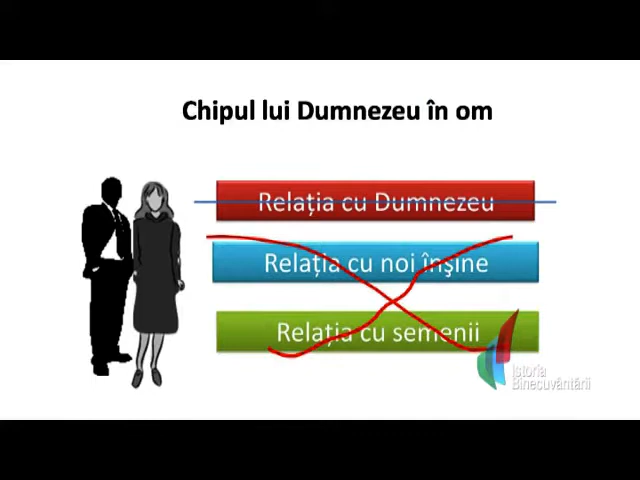 Chipul lui Dumnezeu în om
Relația cu Dumnezeu
Relația cu noi înșine
Relația cu semenii
Istoria
Binecuvântării